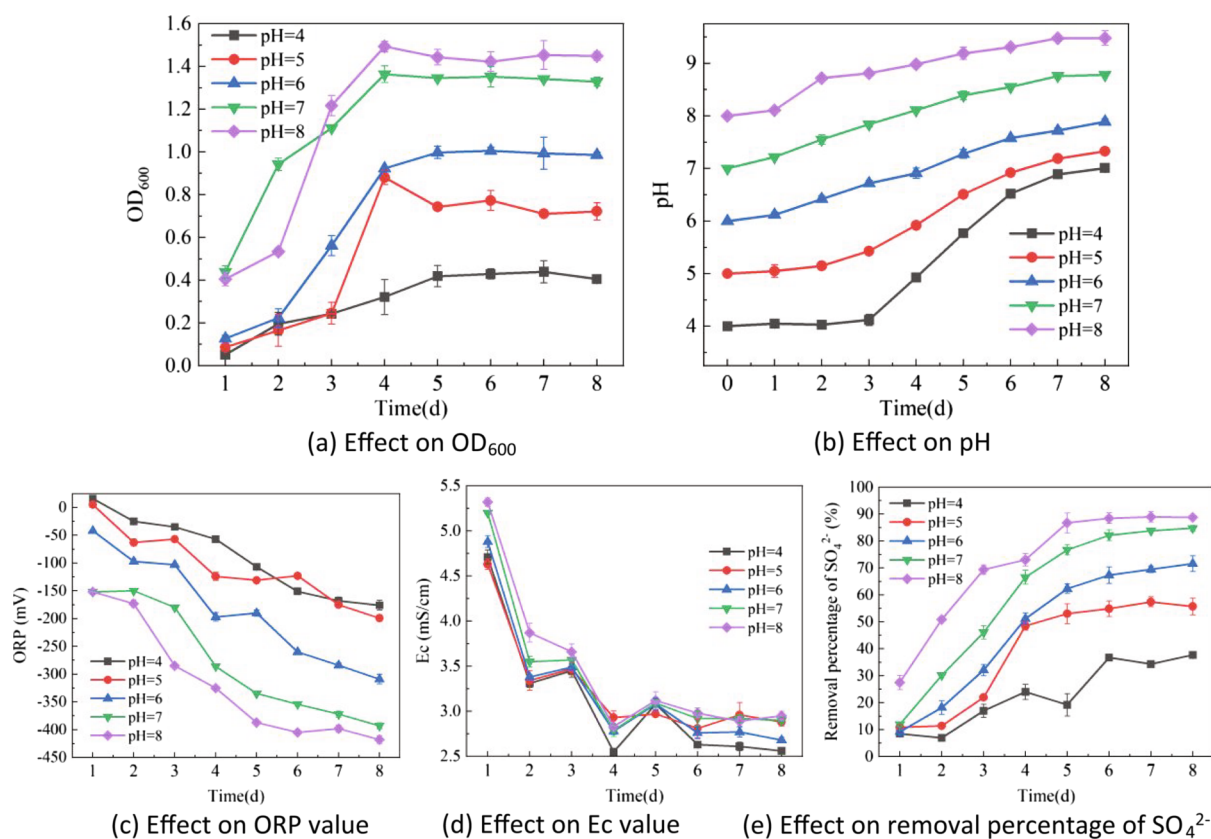 1.6
1.4
1.2
1.0
0.8
0.6
0.4
0.2
0.0
OD600
pH=4
pH=5
pH=6
pH=7
pH=8
1 2 3 4 5 6 7 8
Time(d)
(a) Effect on OD600
9
8
7
6
5
4
pH
pH=4
pH=5
pH=6
pH=7
pH=8
0 1 2 3 4 5 6 7 8
Time(d)
(b) Effect on pH
0
-50
-100
-150
-200
-250
-300
-350
-400
-450
ORP (mV)
pH=4
pH=5
pH=6
pH=7
pH=8
1 2 3 4 5 6 7 8
Time(d)
(c) Effect on ORP value
5.5
5.0
4.5
4.0
3.5
3.0
2.5
Ec (mS/cm)
pH=4
pH=5
pH=6
pH=7
pH=8
1 2 3 4 5 6 7 8
Time(d)
(d) Effect on Ec value
100
90
80
70
60
50
40
30
20
10
0
Removal percentage of SO₄²⁻ (%)
pH=4
pH=5
pH=6
pH=7
pH=8
1 2 3 4 5 6 7 8
Time(d)
(e) Effect on removal percentage of SO₄²⁻